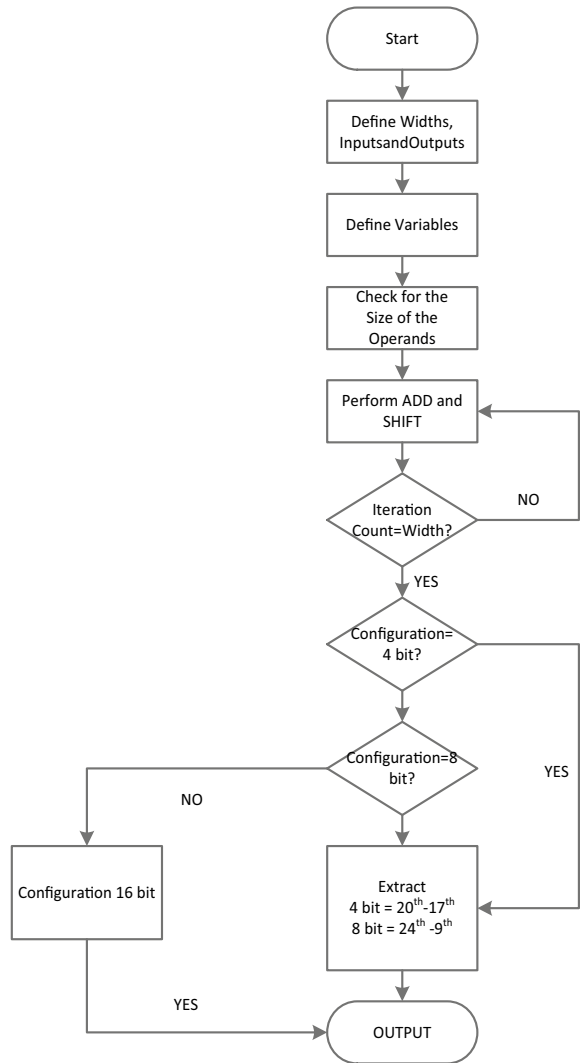 Start
Define Widths,
InputsandOutputs
Define Variables
Check for the
Size of the
Operands
Perform ADD and
SHIFT
NO
Iteration
Count=Width?
YES
Configuration=
4 bit?
Configuration=8
bit?
YES
NO
Configuration 16 bit
Extract
4 bit = 20th-17th
8 bit = 24th -9th
YES
OUTPUT